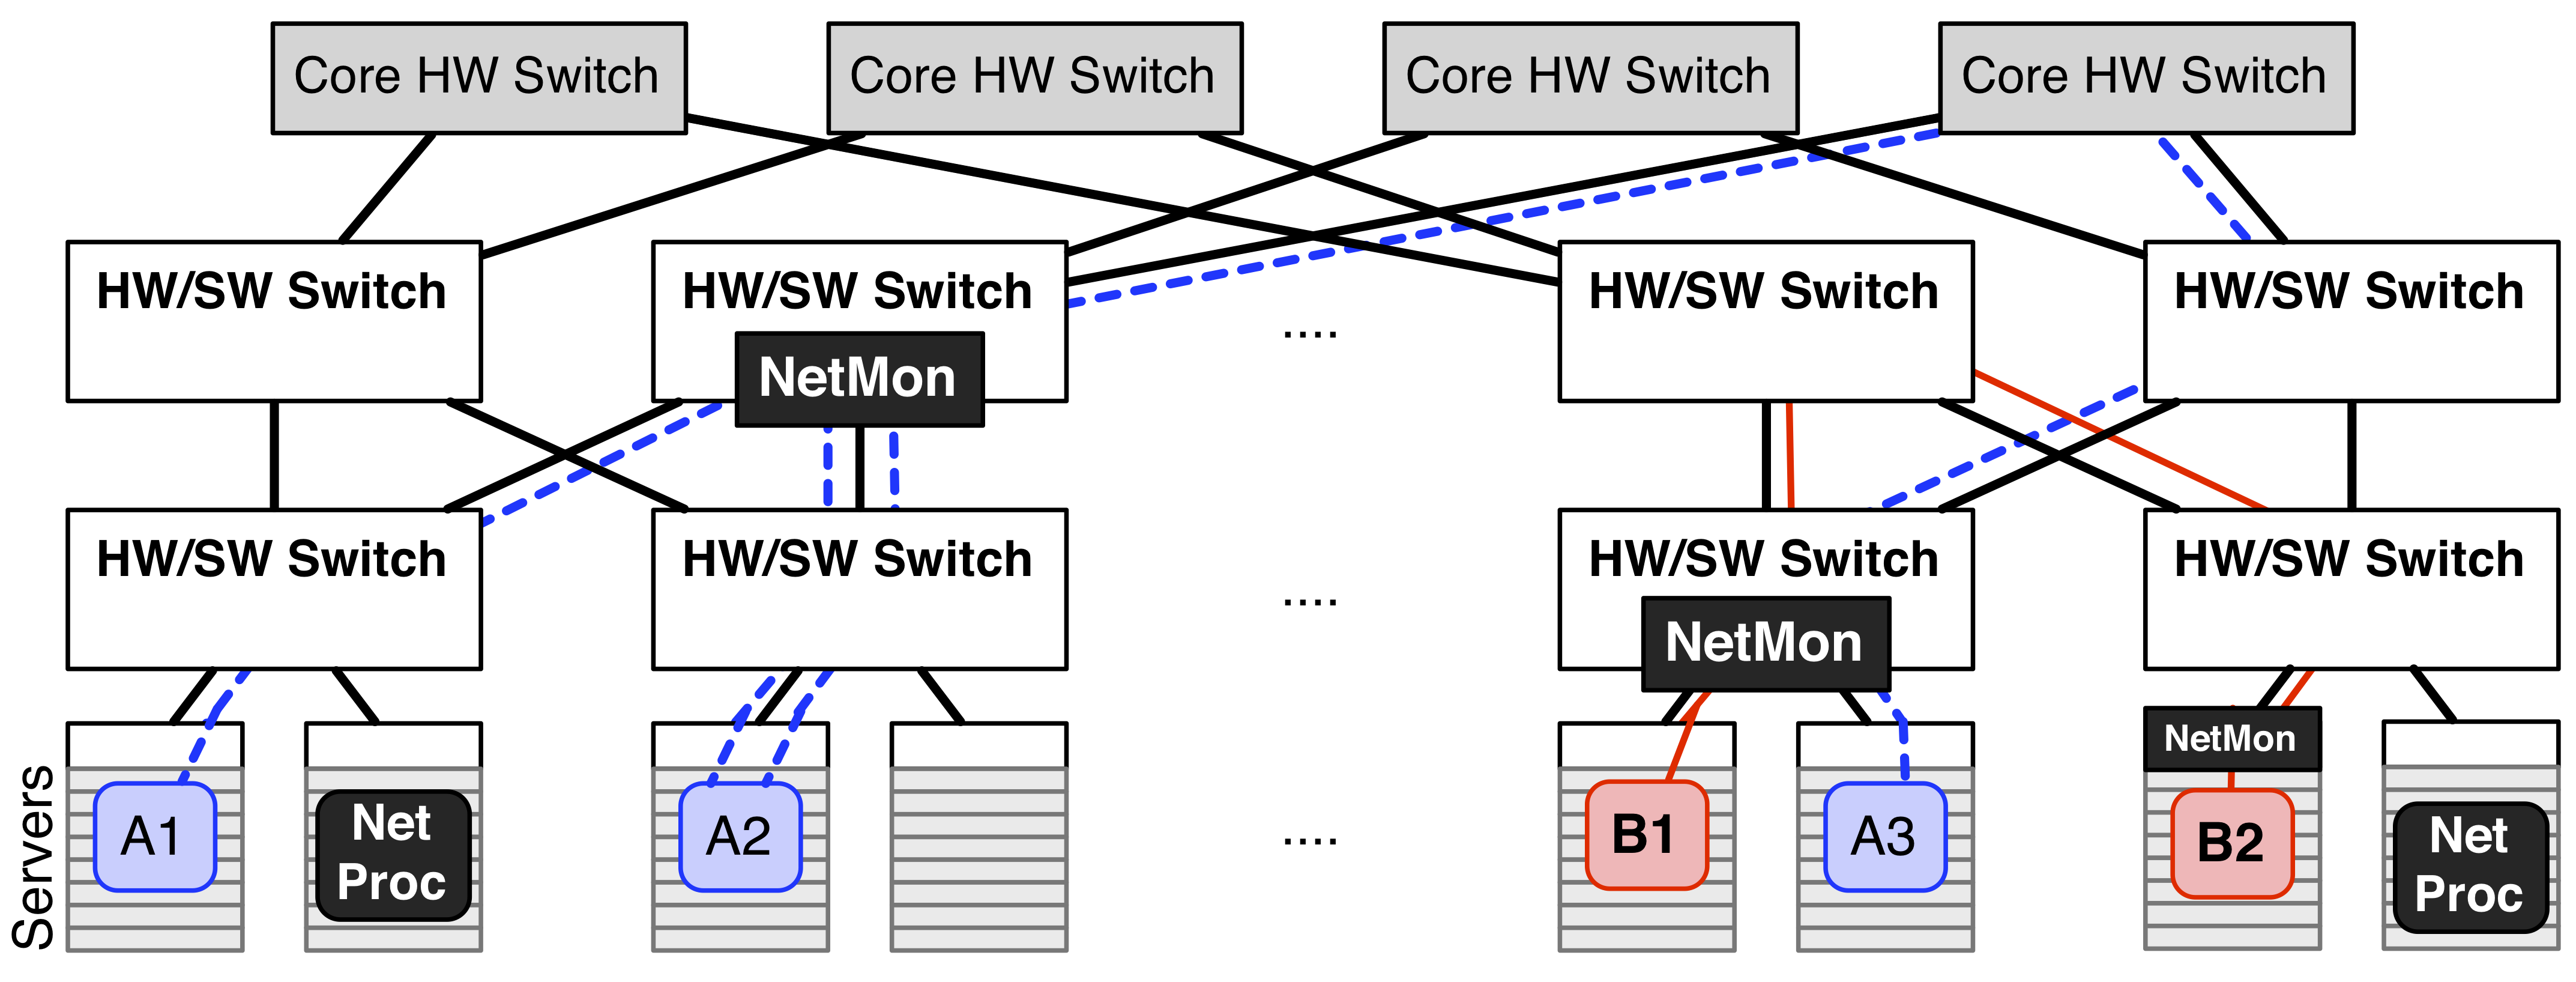 Core HW Switch
Core HW Switch
Core HW Switch
Core HW Switch
HW/SW Switch
HW/SW Switch
....
HW/SW Switch
HW/SW Switch
NetMon
HW/SW Switch
HW/SW Switch
....
HW/SW Switch
HW/SW Switch
NetMon
NetMon
Servers
A1
Net
Proc
A2
....
B1
A3
B2
Net
Proc